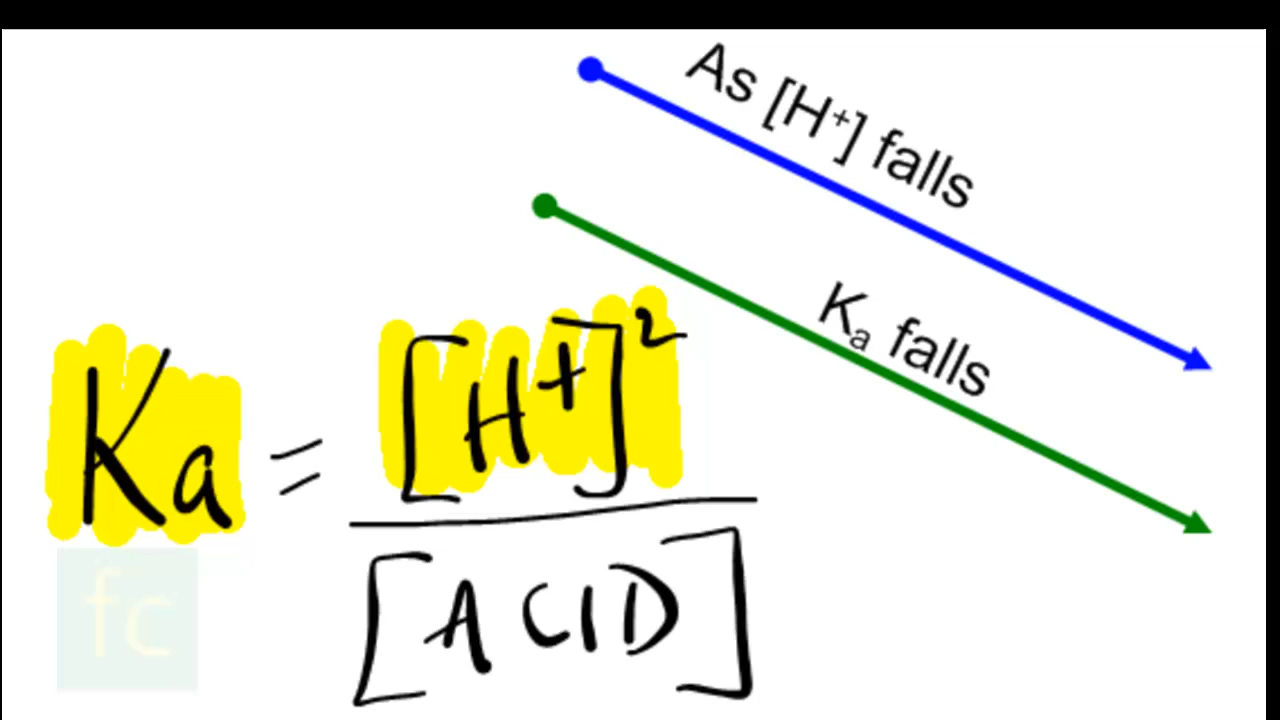 As [H⁺] falls
Kₐ falls
Ka = [H+]²
[ACID]
fc